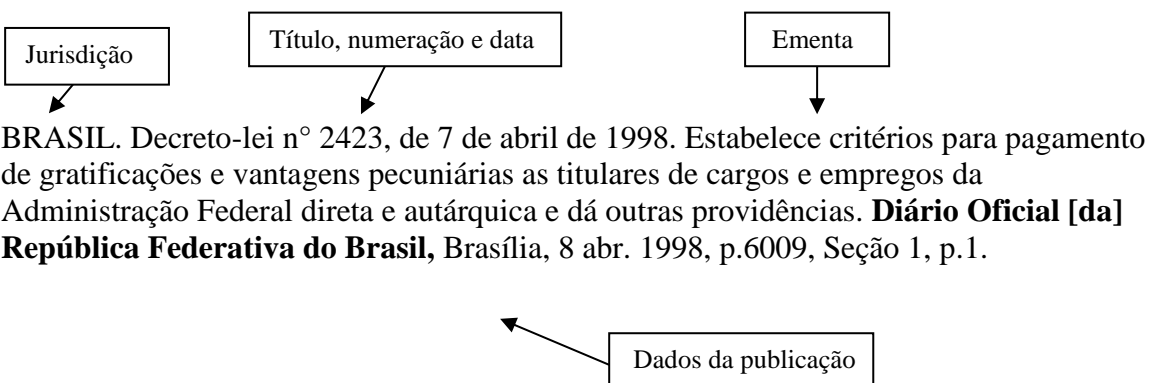 Jurisdição
Título, numeração e data
Ementa
BRASIL. Decreto-lei n° 2423, de 7 de abril de 1998. Estabelece critérios para pagamento
de gratificações e vantagens pecuniárias as titulares de cargos e empregos da
Administração Federal direta e autárquica e dá outras providências. Diário Oficial [da]
República Federativa do Brasil, Brasília, 8 abr. 1998, p.6009, Seção 1, p.1.
Dados da publicação